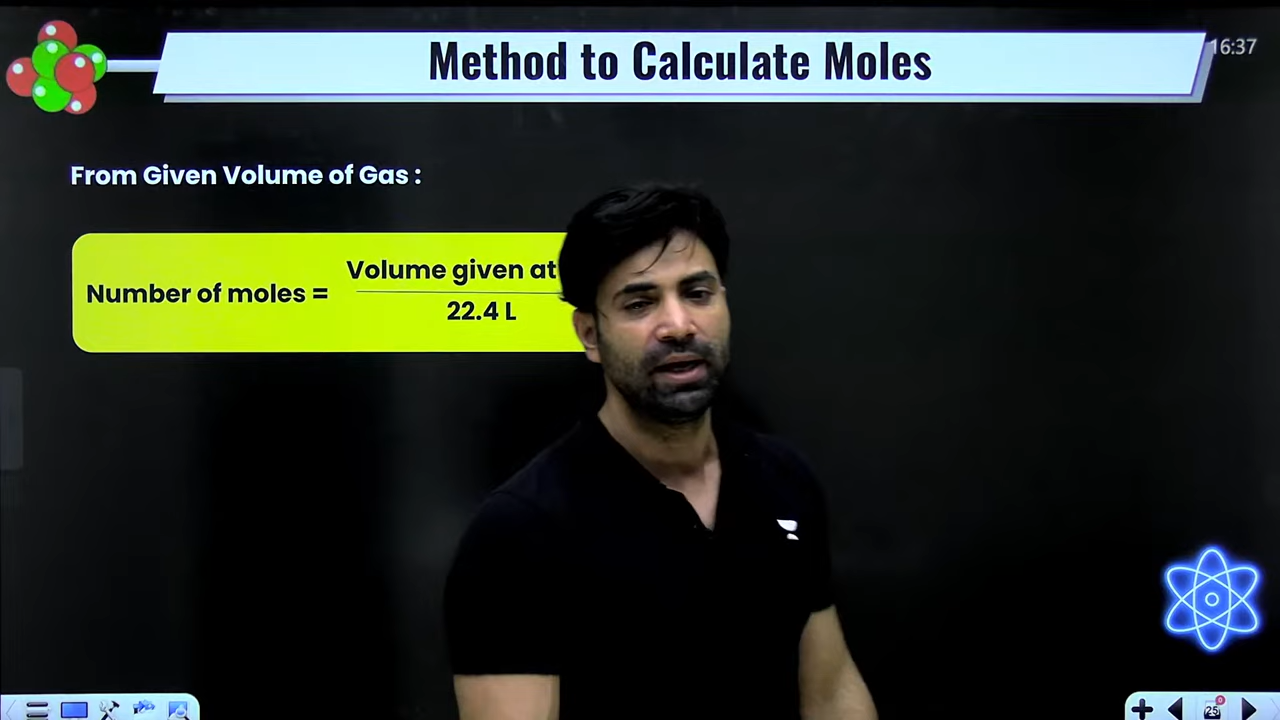 Method to Calculate Moles
16:37
From Given Volume of Gas :
Volume given at
Number of moles =
22.4 L
25